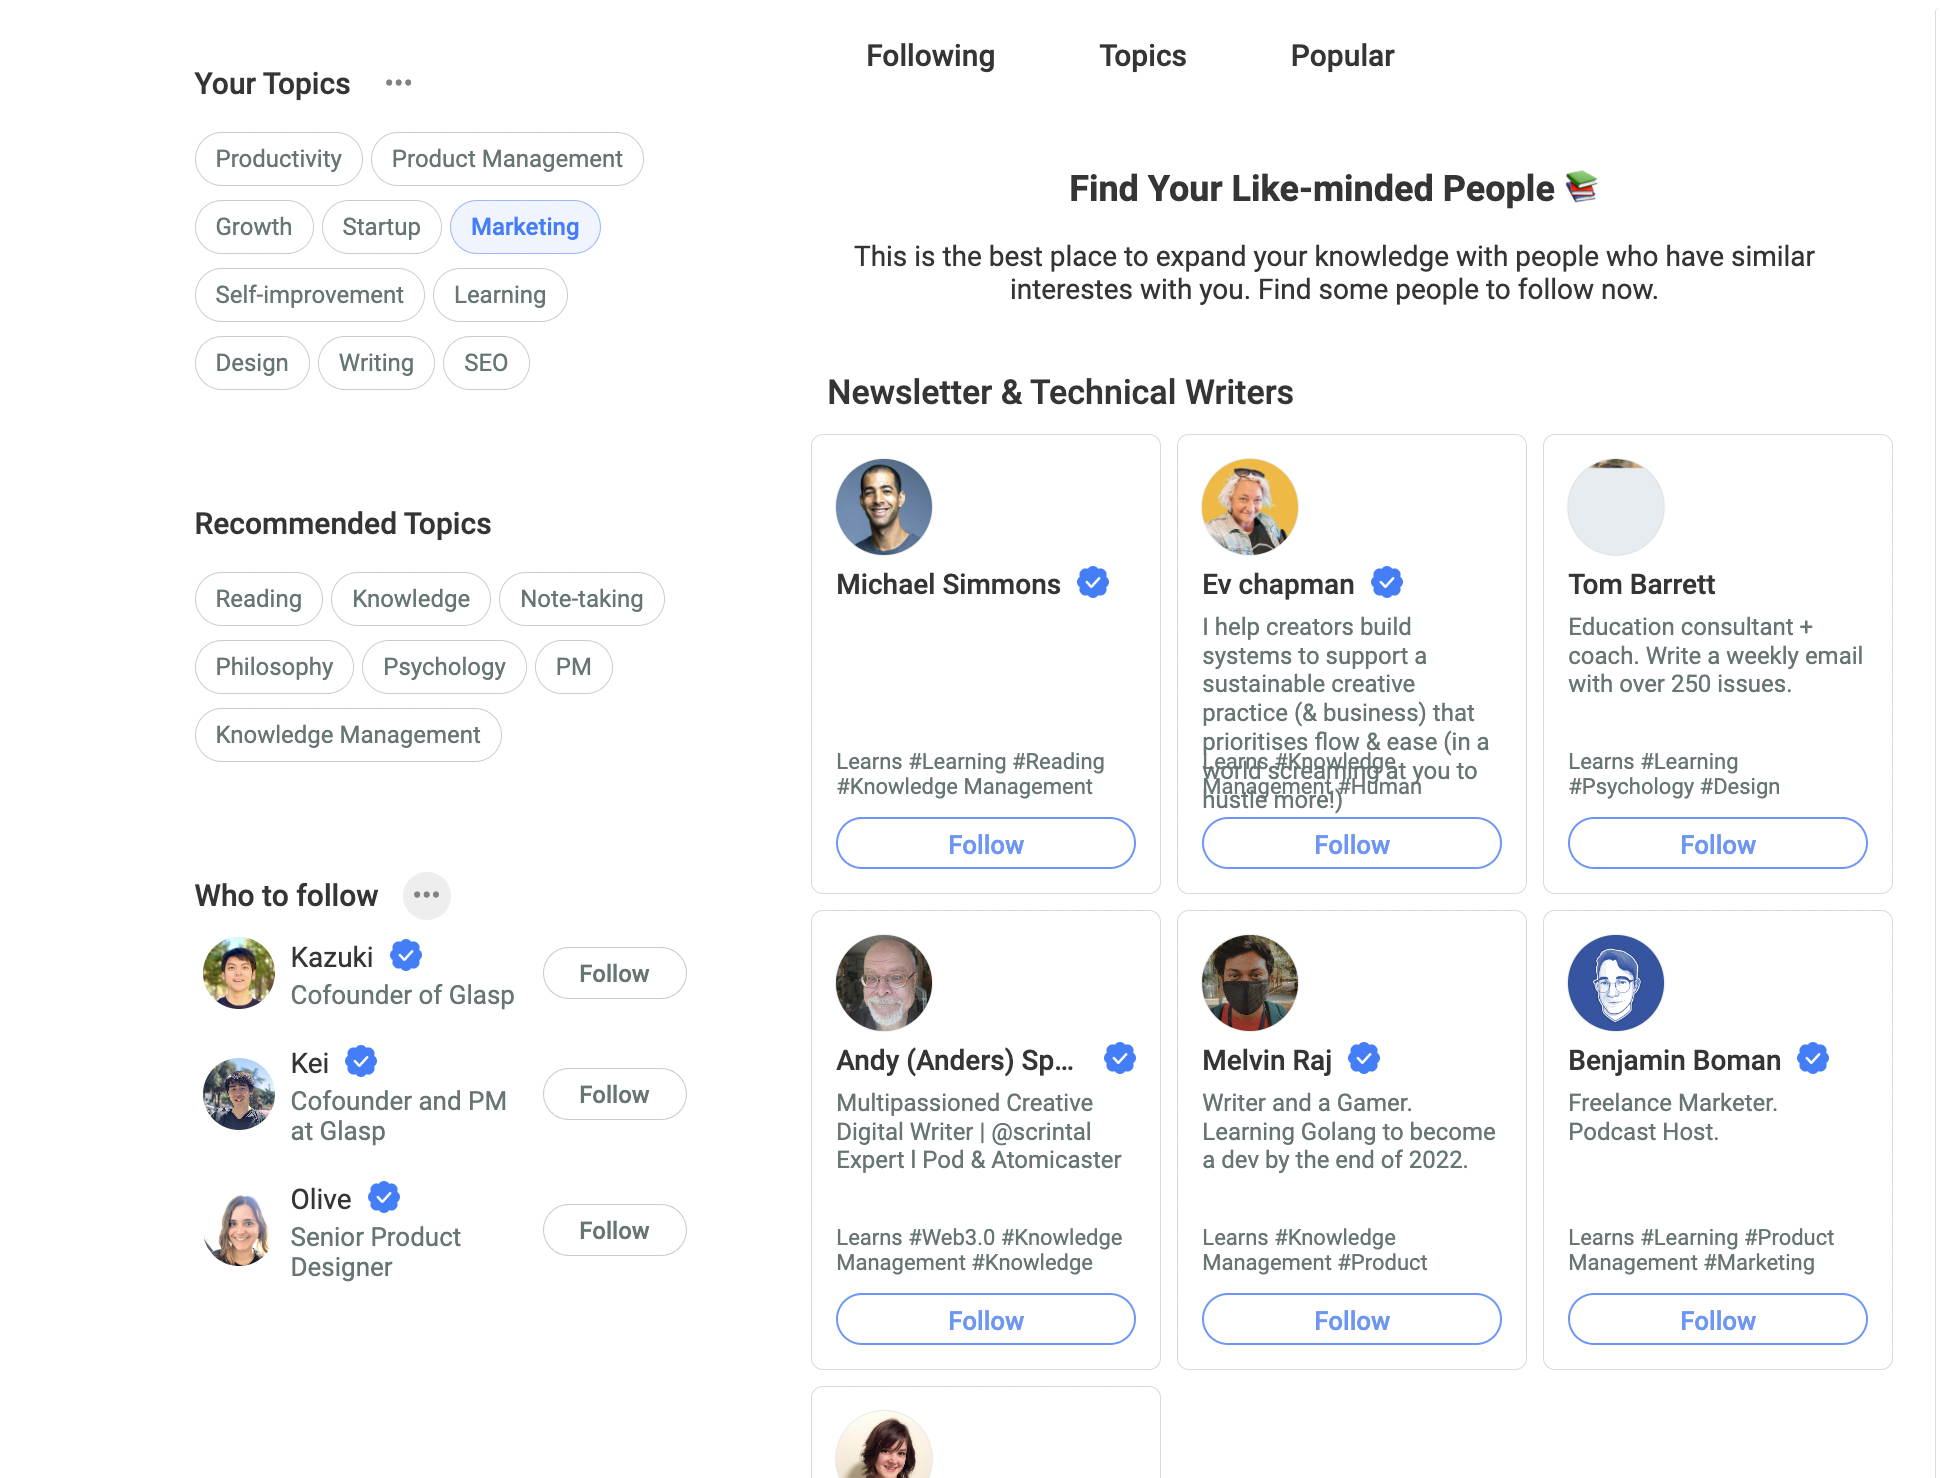 Your Topics
Productivity
Product Management
Growth
Startup
Marketing
Self-improvement
Learning
Design
Writing
SEO
Recommended Topics
Reading
Knowledge
Note-taking
Philosophy
Psychology
PM
Knowledge Management
Who to follow
Kazuki
Cofounder of Glasp
Follow
Kei
Cofounder and PM
at Glasp
Follow
Olive
Senior Product
Designer
Follow
Following
Topics
Popular
Find Your Like-minded People
This is the best place to expand your knowledge with people who have similar
interestes with you. Find some people to follow now.
Newsletter & Technical Writers
Michael Simmons
Learns #Learning #Reading
#Knowledge Management
Follow
Ev chapman
I help creators build
systems to support a
sustainable creative
practice (& business) that
prioritises flow & ease (in a
world screaming at you to
hustle more!)
Learns #Knowledge
Management #Human
Follow
Tom Barrett
Education consultant +
coach. Write a weekly email
with over 250 issues.
Learns #Learning
#Psychology #Design
Follow
Andy (Anders) Sp...
Multipassioned Creative
Digital Writer | @scrintal
Expert l Pod & Atomicaster
Learns #Web3.0 #Knowledge
Management #Knowledge
Follow
Melvin Raj
Writer and a Gamer.
Learning Golang to become
a dev by the end of 2022.
Learns #Knowledge
Management #Product
Follow
Benjamin Boman
Freelance Marketer.
Podcast Host.
Learns #Learning #Product
Management #Marketing
Follow